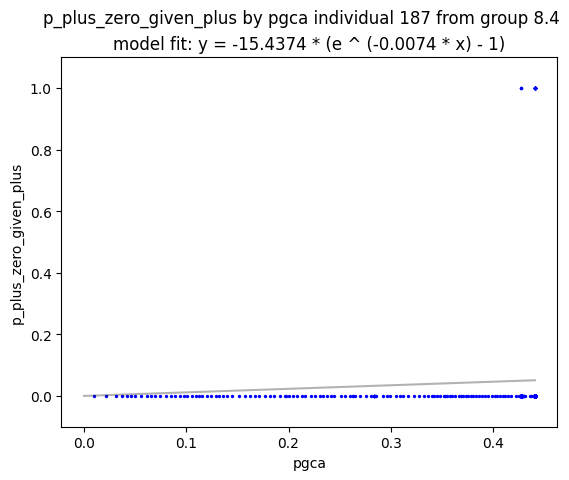 p_plus_zero_given_plus by pgca individual 187 from group 8.4
model fit: y = -15.4374 * (e ^ (-0.0074 * x) - 1)
1.0
0.8
0.6
0.4
0.2
0.0
p_plus_zero_given_plus
0.0 0.1 0.2 0.3 0.4
pgca